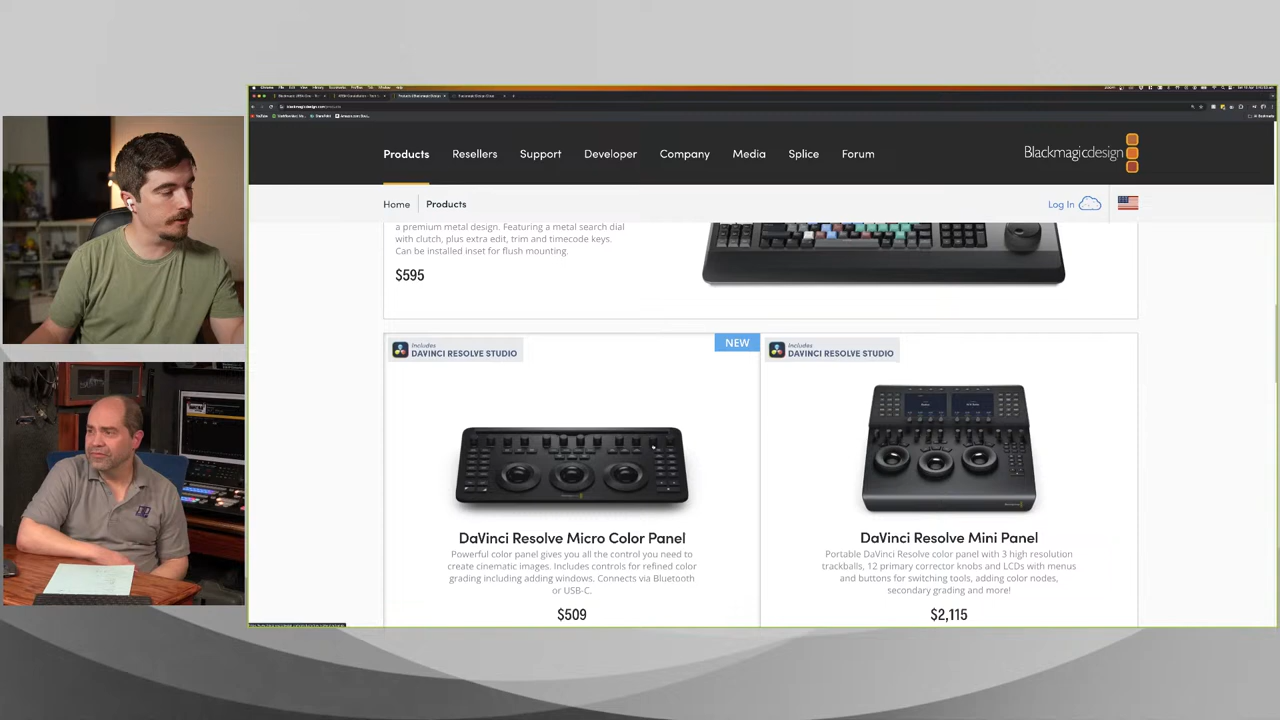 Products
Resellers
Support
Developer
Company
Media
Splice
Forum
Blackmagicdesign
Home
Products
Log In
a premium metal design. Featuring a metal search dial
with clutch, plus extra edit, trim and timecode keys.
Can be installed inset for flush mounting.
$595
Includes
DAVINCI RESOLVE STUDIO
NEW
Includes
DAVINCI RESOLVE STUDIO
DaVinci Resolve Micro Color Panel
Powerful color panel gives you all the control you need to
create cinematic images. Includes controls for refined color
grading including adding windows. Connects via Bluetooth
or USB-C.
$509
DaVinci Resolve Mini Panel
Portable DaVinci Resolve color panel with 3 high resolution
trackballs, 12 primary corrector knobs and LCDs with menus
and buttons for switching tools, adding color nodes,
secondary grading and more!
$2,115